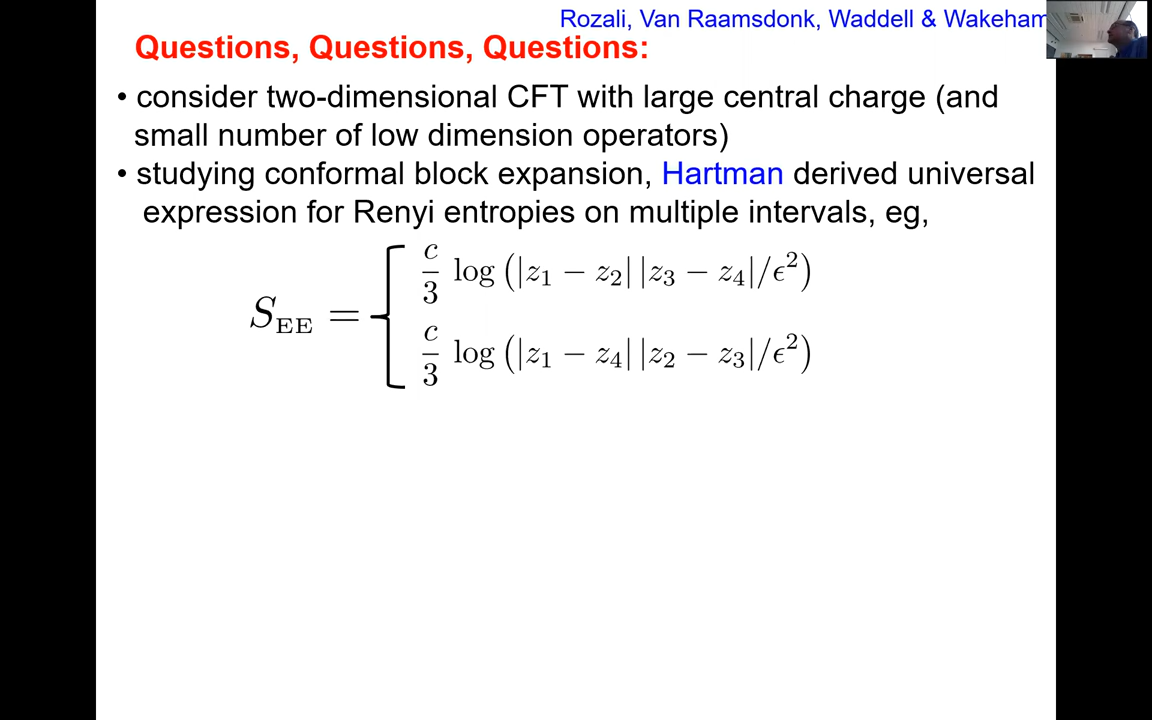 Rozali, Van Raamsdonk, Waddell & Wakeham
Questions, Questions, Questions:
• consider two-dimensional CFT with large central charge (and
small number of low dimension operators)
• studying conformal block expansion, Hartman derived universal
expression for Renyi entropies on multiple intervals, eg,
S_EE = { c/3 log (|z₁ − z₂| |z₃ − z₄|/ϵ²)
c/3 log (|z₁ − z₄| |z₂ − z₃|/ϵ²)